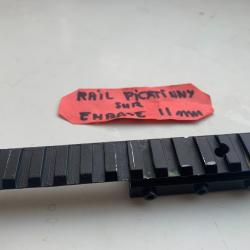 RAIL PiCATiNNY
SUR
EMBASE 11 mm